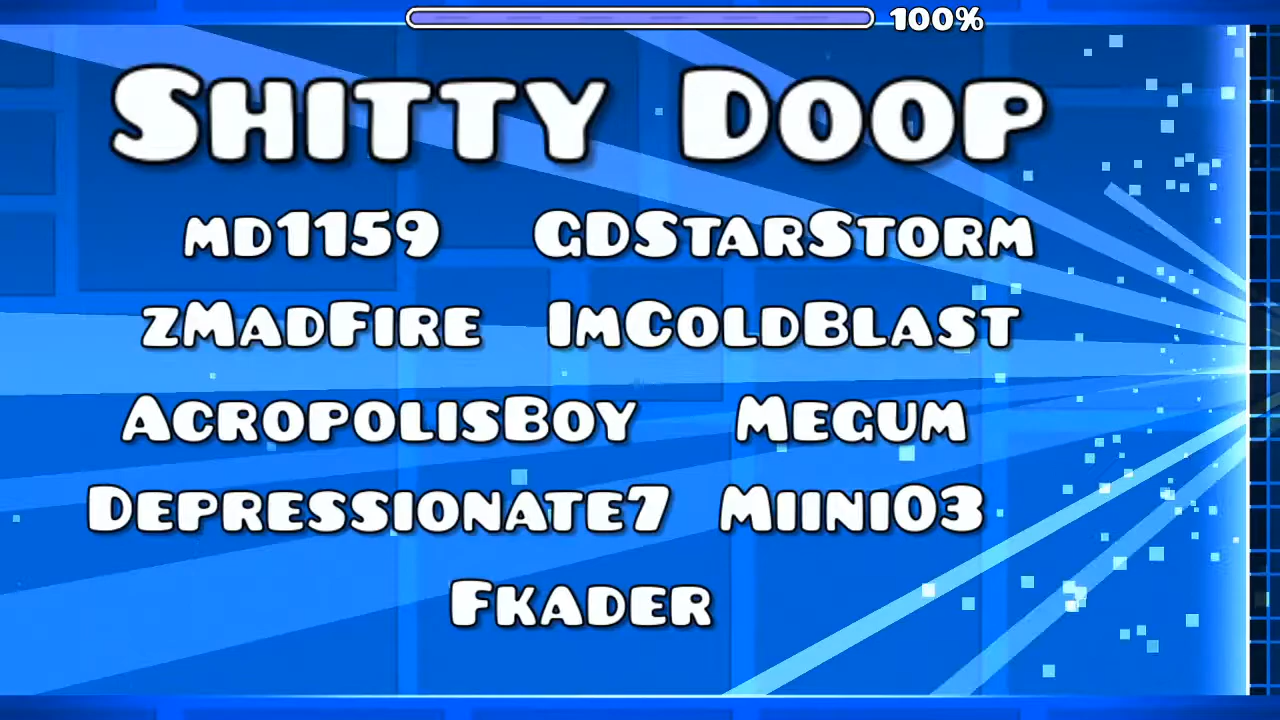 100%
Shitty Doop
md1159 GDStarStorm
zMadFire ImColdBlast
AcropolisBoy Megum
Depressionate7 Miini03
Fkader